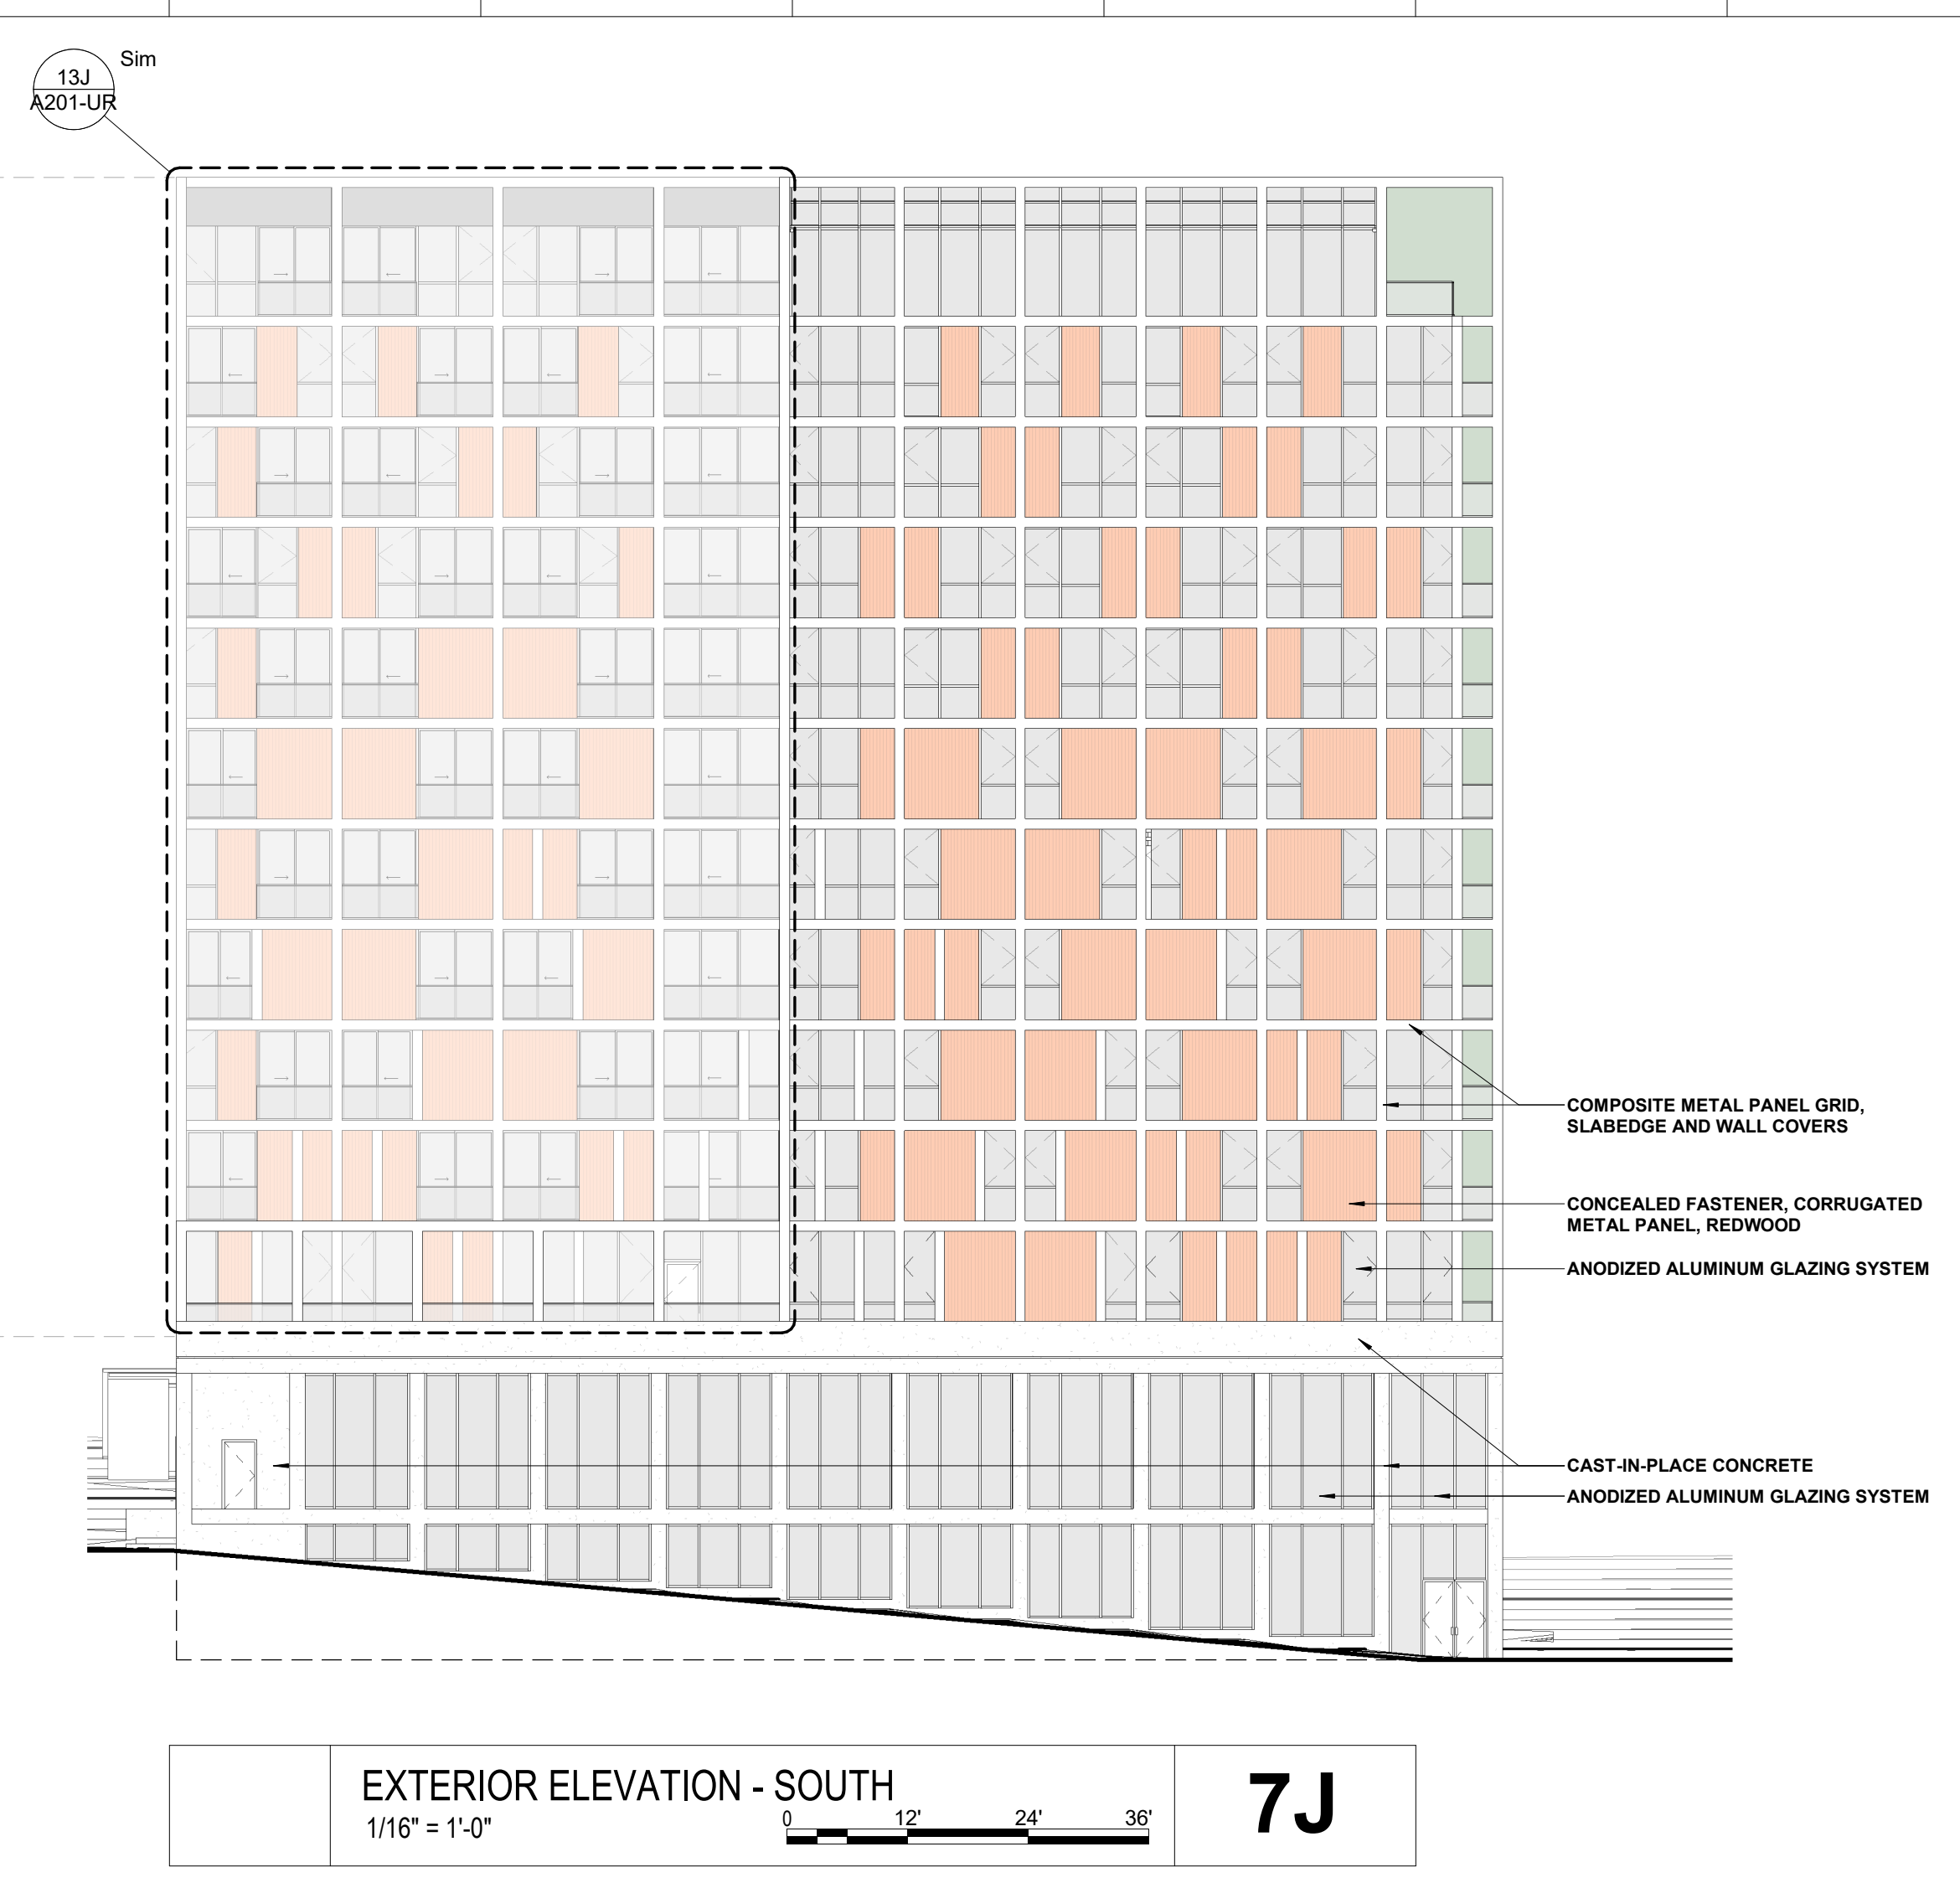 Sim
13J
A201-UR
COMPOSITE METAL PANEL GRID,
SLABEDGE AND WALL COVERS
CONCEALED FASTENER, CORRUGATED
METAL PANEL, REDWOOD
ANODIZED ALUMINUM GLAZING SYSTEM
CAST-IN-PLACE CONCRETE
ANODIZED ALUMINUM GLAZING SYSTEM
EXTERIOR ELEVATION - SOUTH
1/16" = 1'-0"
0 12' 24' 36'
7J